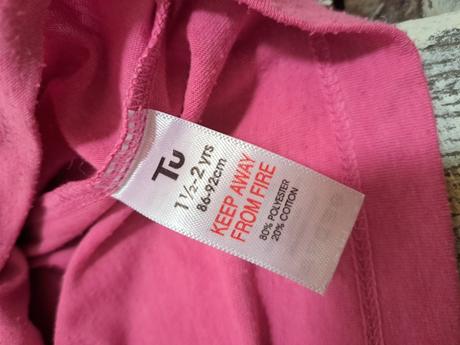 Tu
1½-2 yrs
86-92cm
KEEP AWAY
FROM FIRE
80% POLYESTER
20% COTTON